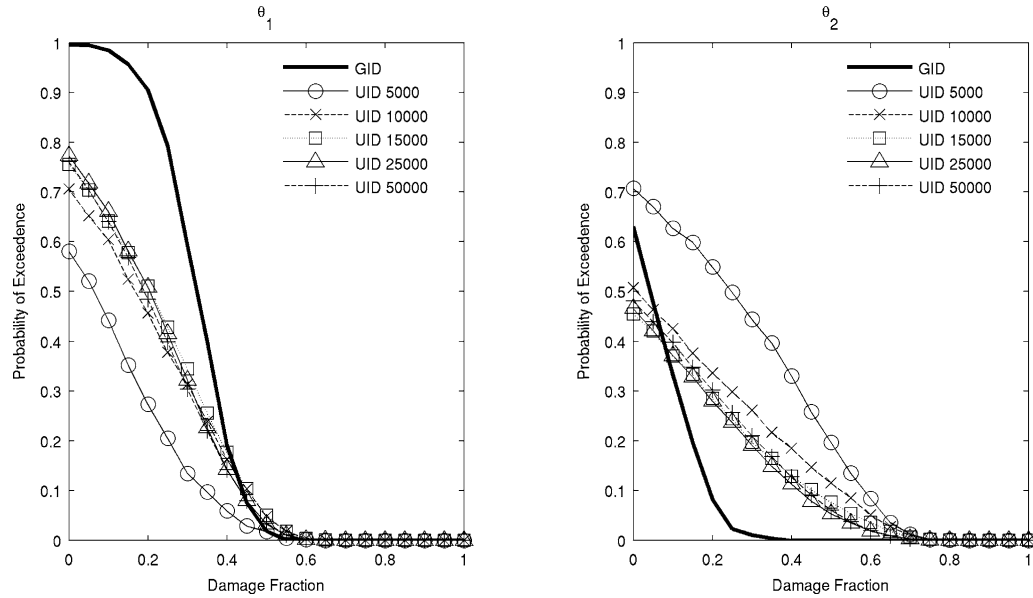 θ
1
1
0.9
0.8
0.7
0.6
0.5
0.4
0.3
0.2
0.1
0
0 0.2 0.4 0.6 0.8 1
Probability of Exceedence
Damage Fraction
GID
UID 5000
UID 10000
UID 15000
UID 25000
UID 50000
θ
2
1
0.9
0.8
0.7
0.6
0.5
0.4
0.3
0.2
0.1
0
0 0.2 0.4 0.6 0.8 1
Probability of Exceedence
Damage Fraction
GID
UID 5000
UID 10000
UID 15000
UID 25000
UID 50000